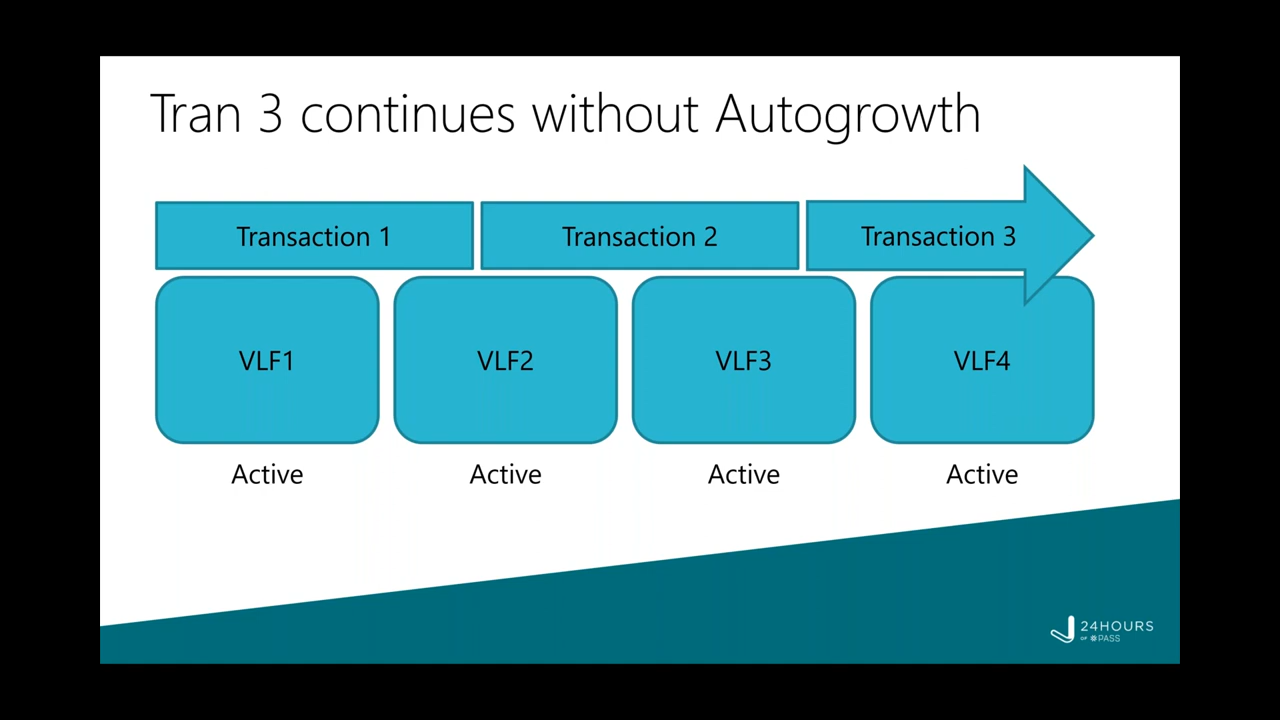 Tran 3 continues without Autogrowth
Transaction 1
Transaction 2
Transaction 3
VLF1
VLF2
VLF3
VLF4
Active
Active
Active
Active
24HOURS
OF PASS